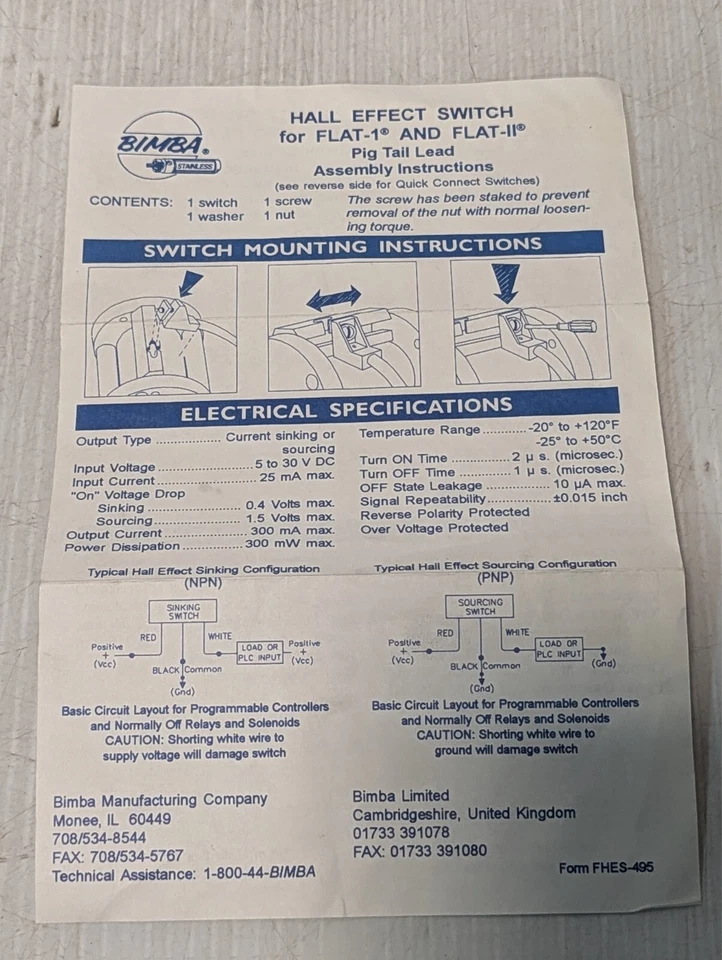 BIMBA®
STAINLESS
HALL EFFECT SWITCH
for FLAT-1® AND FLAT-II®
Pig Tail Lead
Assembly Instructions
(see reverse side for Quick Connect Switches)
CONTENTS: 1 switch 1 screw
1 washer 1 nut
The screw has been staked to prevent
removal of the nut with normal loosen-
ing torque.
SWITCH MOUNTING INSTRUCTIONS
ELECTRICAL SPECIFICATIONS
Output Type ................ Current sinking or
sourcing
Input Voltage ........................ 5 to 30 V DC
Input Current .......................... 25 mA max.
"On" Voltage Drop
Sinking ......................... 0.4 Volts max.
Sourcing ....................... 1.5 Volts max.
Output Current ..................... 300 mA max.
Power Dissipation ............... 300 mW max.
Temperature Range ........... -20° to +120°F
-25° to +50°C
Turn ON Time ............ 2 µ s. (microsec.)
Turn OFF Time .......... 1 µ s. (microsec.)
OFF State Leakage ............. 10 µA max.
Signal Repeatability ............ ±0.015 inch
Reverse Polarity Protected
Over Voltage Protected
Typical Hall Effect Sinking Configuration
(NPN)
SINKING
SWITCH
RED WHITE
Positive
+
(Vcc)
LOAD OR
PLC INPUT
Positive
+
(Vcc)
BLACK Common
(Gnd)
Basic Circuit Layout for Programmable Controllers
and Normally Off Relays and Solenoids
CAUTION: Shorting white wire to
supply voltage will damage switch
Typical Hall Effect Sourcing Configuration
(PNP)
SOURCING
SWITCH
RED WHITE
Positive
+
(Vcc)
LOAD OR
PLC INPUT
(Gnd)
BLACK Common
(Gnd)
Basic Circuit Layout for Programmable Controllers
and Normally Off Relays and Solenoids
CAUTION: Shorting white wire to
ground will damage switch
Bimba Manufacturing Company
Monee, IL 60449
708/534-8544
FAX: 708/534-5767
Technical Assistance: 1-800-44-BIMBA
Bimba Limited
Cambridgeshire, United Kingdom
01733 391078
FAX: 01733 391080
Form FHES-495